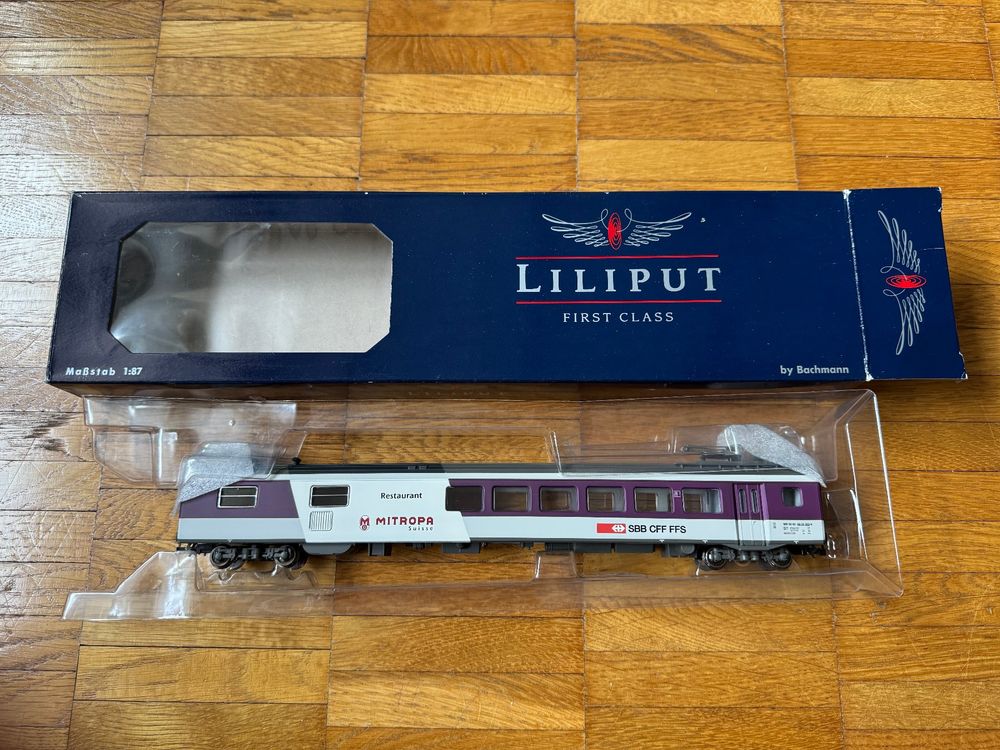 LILIPUT
FIRST CLASS
Maßstab 1:87
by Bachmann
Restaurant
MITROPA
Suisse
SBB CFF FFS